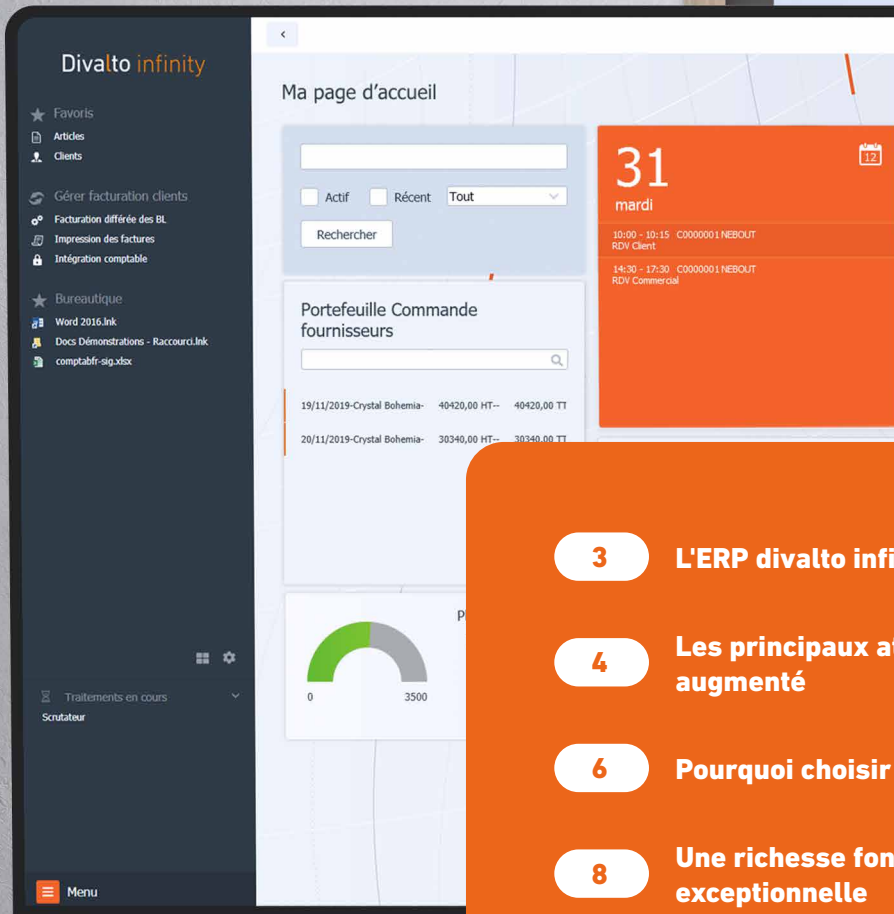 Divalto infinity
Favoris
Articles
Clients
Gérer facturation clients
Facturation différée des BL
Impression des factures
Intégration comptable
Bureautique
Word 2016.lnk
Docs Démonstrations - Raccourci.lnk
comptabfr-sig.xlsx
Traitements en cours
Scrutateur
Menu
Ma page d’accueil
Actif Récent Tout
Rechercher
Portefeuille Commande
fournisseurs
19/11/2019-Crystal Bohemia- 40420,00 HT-- 40420,00 TT
20/11/2019-Crystal Bohemia- 30340,00 HT-- 30340,00 TT
0 3500
31
12
mardi
10:00 - 10:15 C0000001 NEBOUT
RDV Client
14:30 - 17:30 C0000001 NEBOUT
RDV Commercial
3 L'ERP divalto
4 Les principaux
augmenté
6 Pourquoi choisir
8 Une richesse
exceptionnelle